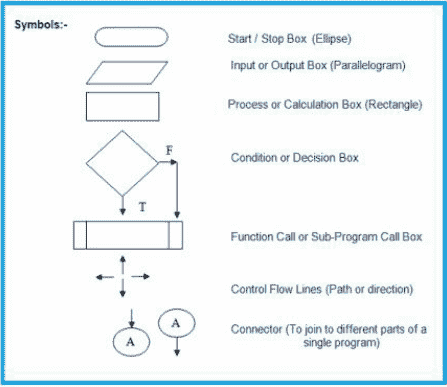 Symbols:-
Start / Stop Box (Ellipse)
Input or Output Box (Parallelogram)
Process or Calculation Box (Rectangle)
F
Condition or Decision Box
T
Function Call or Sub-Program Call Box
Control Flow Lines (Path or direction)
A
A
Connector (To join to different parts of a
single program)